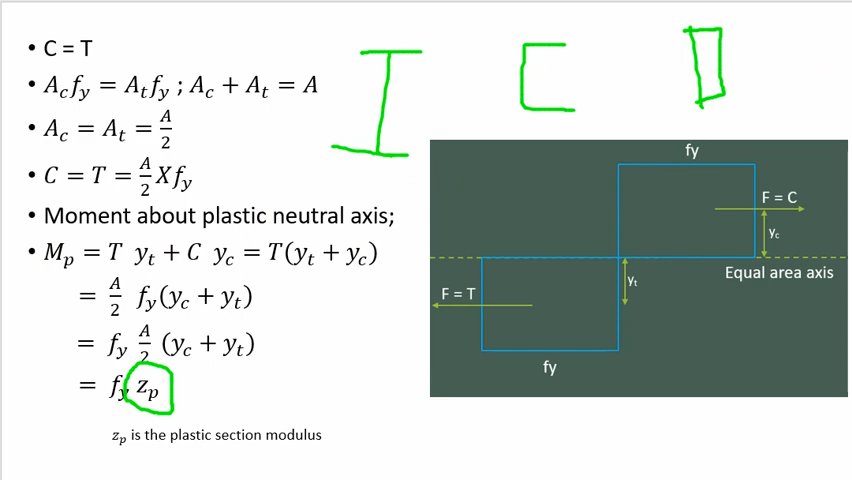 • C = T
• A_c f_y = A_t f_y ; A_c + A_t = A
• A_c = A_t = A/2
• C = T = A/2 X f_y
• Moment about plastic neutral axis;
• M_p = T y_t + C y_c = T(y_t + y_c)
= A/2 f_y (y_c + y_t)
= f_y A/2 (y_c + y_t)
= f_y z_p
z_p is the plastic section modulus
fy
F = C
y_c
Equal area axis
y_t
F = T
fy